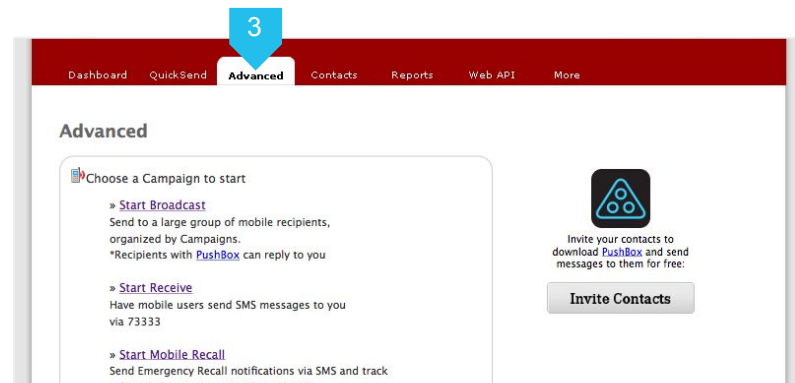 3
Dashboard QuickSend Advanced Contacts Reports Web API More
Advanced
Choose a Campaign to start
» Start Broadcast
Send to a large group of mobile recipients,
organized by Campaigns.
*Recipients with PushBox can reply to you
» Start Receive
Have mobile users send SMS messages to you
via 73333
» Start Mobile Recall
Send Emergency Recall notifications via SMS and track
Invite your contacts to
download PushBox and send
messages to them for free:
Invite Contacts